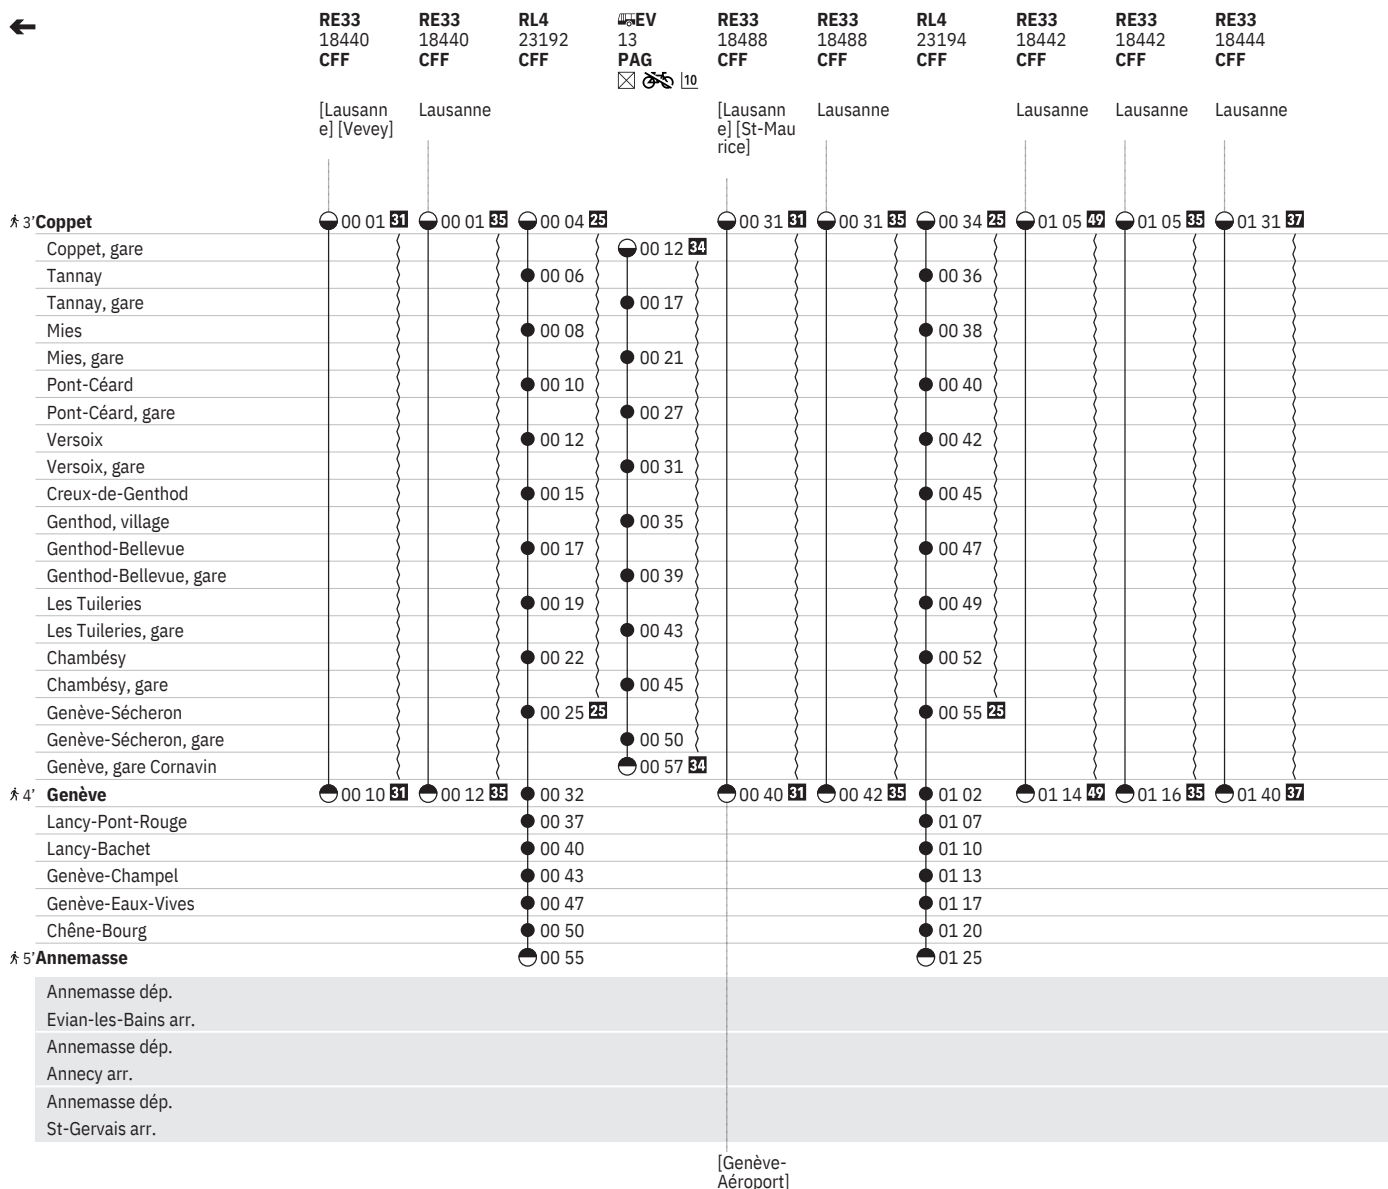 RE33 RE33 RL4 EV RE33 RE33 RL4 RE33 RE33 RE33
18440 18440 23192 13 18488 18488 23194 18442 18442 18444
CFF CFF CFF PAG CFF CFF CFF CFF CFF CFF
10
[Lausann Lausanne [Lausann Lausanne Lausanne Lausanne Lausanne
e] [Vevey] e] [St-Mau
rice]
3' Coppet 00 01 31 00 01 35 00 04 25 00 31 31 00 31 35 00 34 25 01 05 49 01 05 35 01 31 37
Coppet, gare 00 12 34
Tannay 00 06 00 36
Tannay, gare 00 17
Mies 00 08 00 38
Mies, gare 00 21
Pont-Céard 00 10 00 40
Pont-Céard, gare 00 27
Versoix 00 12 00 42
Versoix, gare 00 31
Creux-de-Genthod 00 15 00 45
Genthod, village 00 35
Genthod-Bellevue 00 17 00 47
Genthod-Bellevue, gare 00 39
Les Tuileries 00 19 00 49
Les Tuileries, gare 00 43
Chambésy 00 22 00 52
Chambésy, gare 00 45
Genève-Sécheron 00 25 25 00 55 25
Genève-Sécheron, gare 00 50
Genève, gare Cornavin 00 57 34
4' Genève 00 10 31 00 12 35 00 32 00 40 31 00 42 35 01 02 01 14 49 01 16 35 01 40 37
Lancy-Pont-Rouge 00 37 01 07
Lancy-Bachet 00 40 01 10
Genève-Champel 00 43 01 13
Genève-Eaux-Vives 00 47 01 17
Chêne-Bourg 00 50 01 20
5' Annemasse 00 55 01 25
Annemasse dép.
Evian-les-Bains arr.
Annemasse dép.
Annecy arr.
Annemasse dép.
St-Gervais arr.
[Genève-
Aéroport]